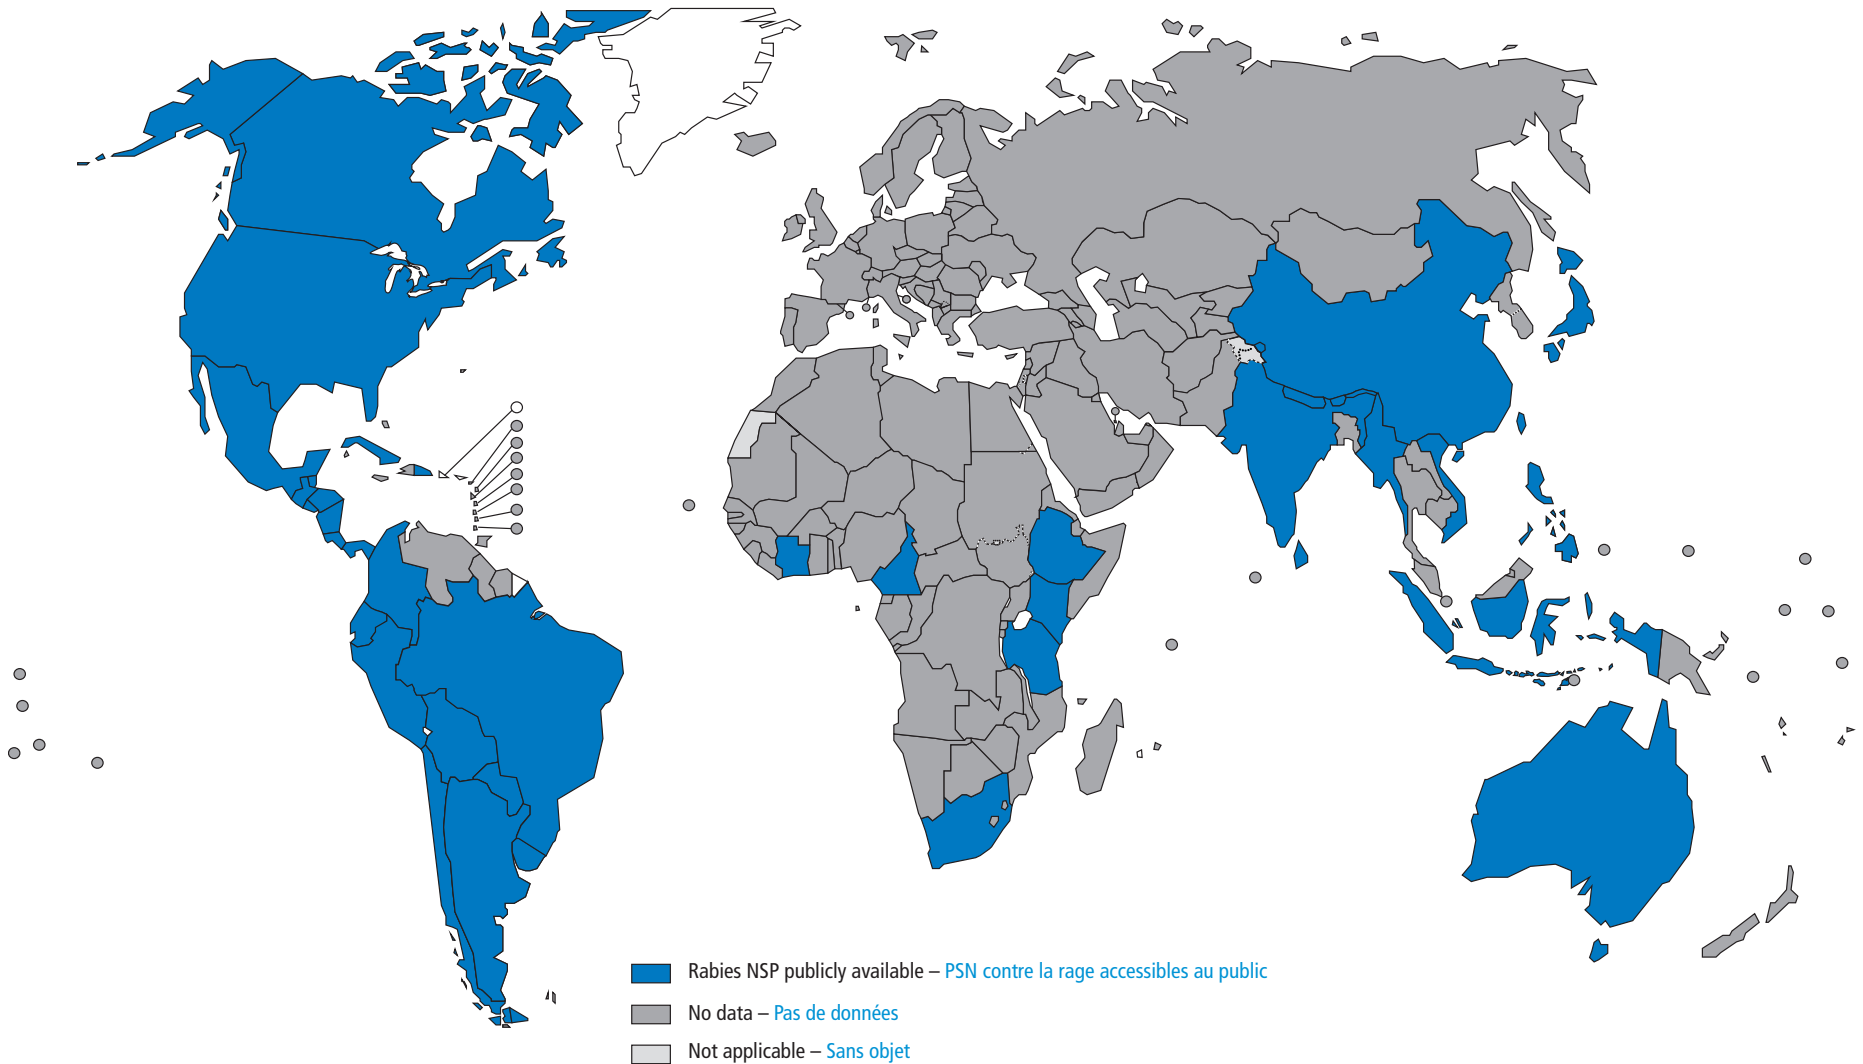 Rabies NSP publicly available – PSN contre la rage accessibles au public
No data – Pas de données
Not applicable – Sans objet